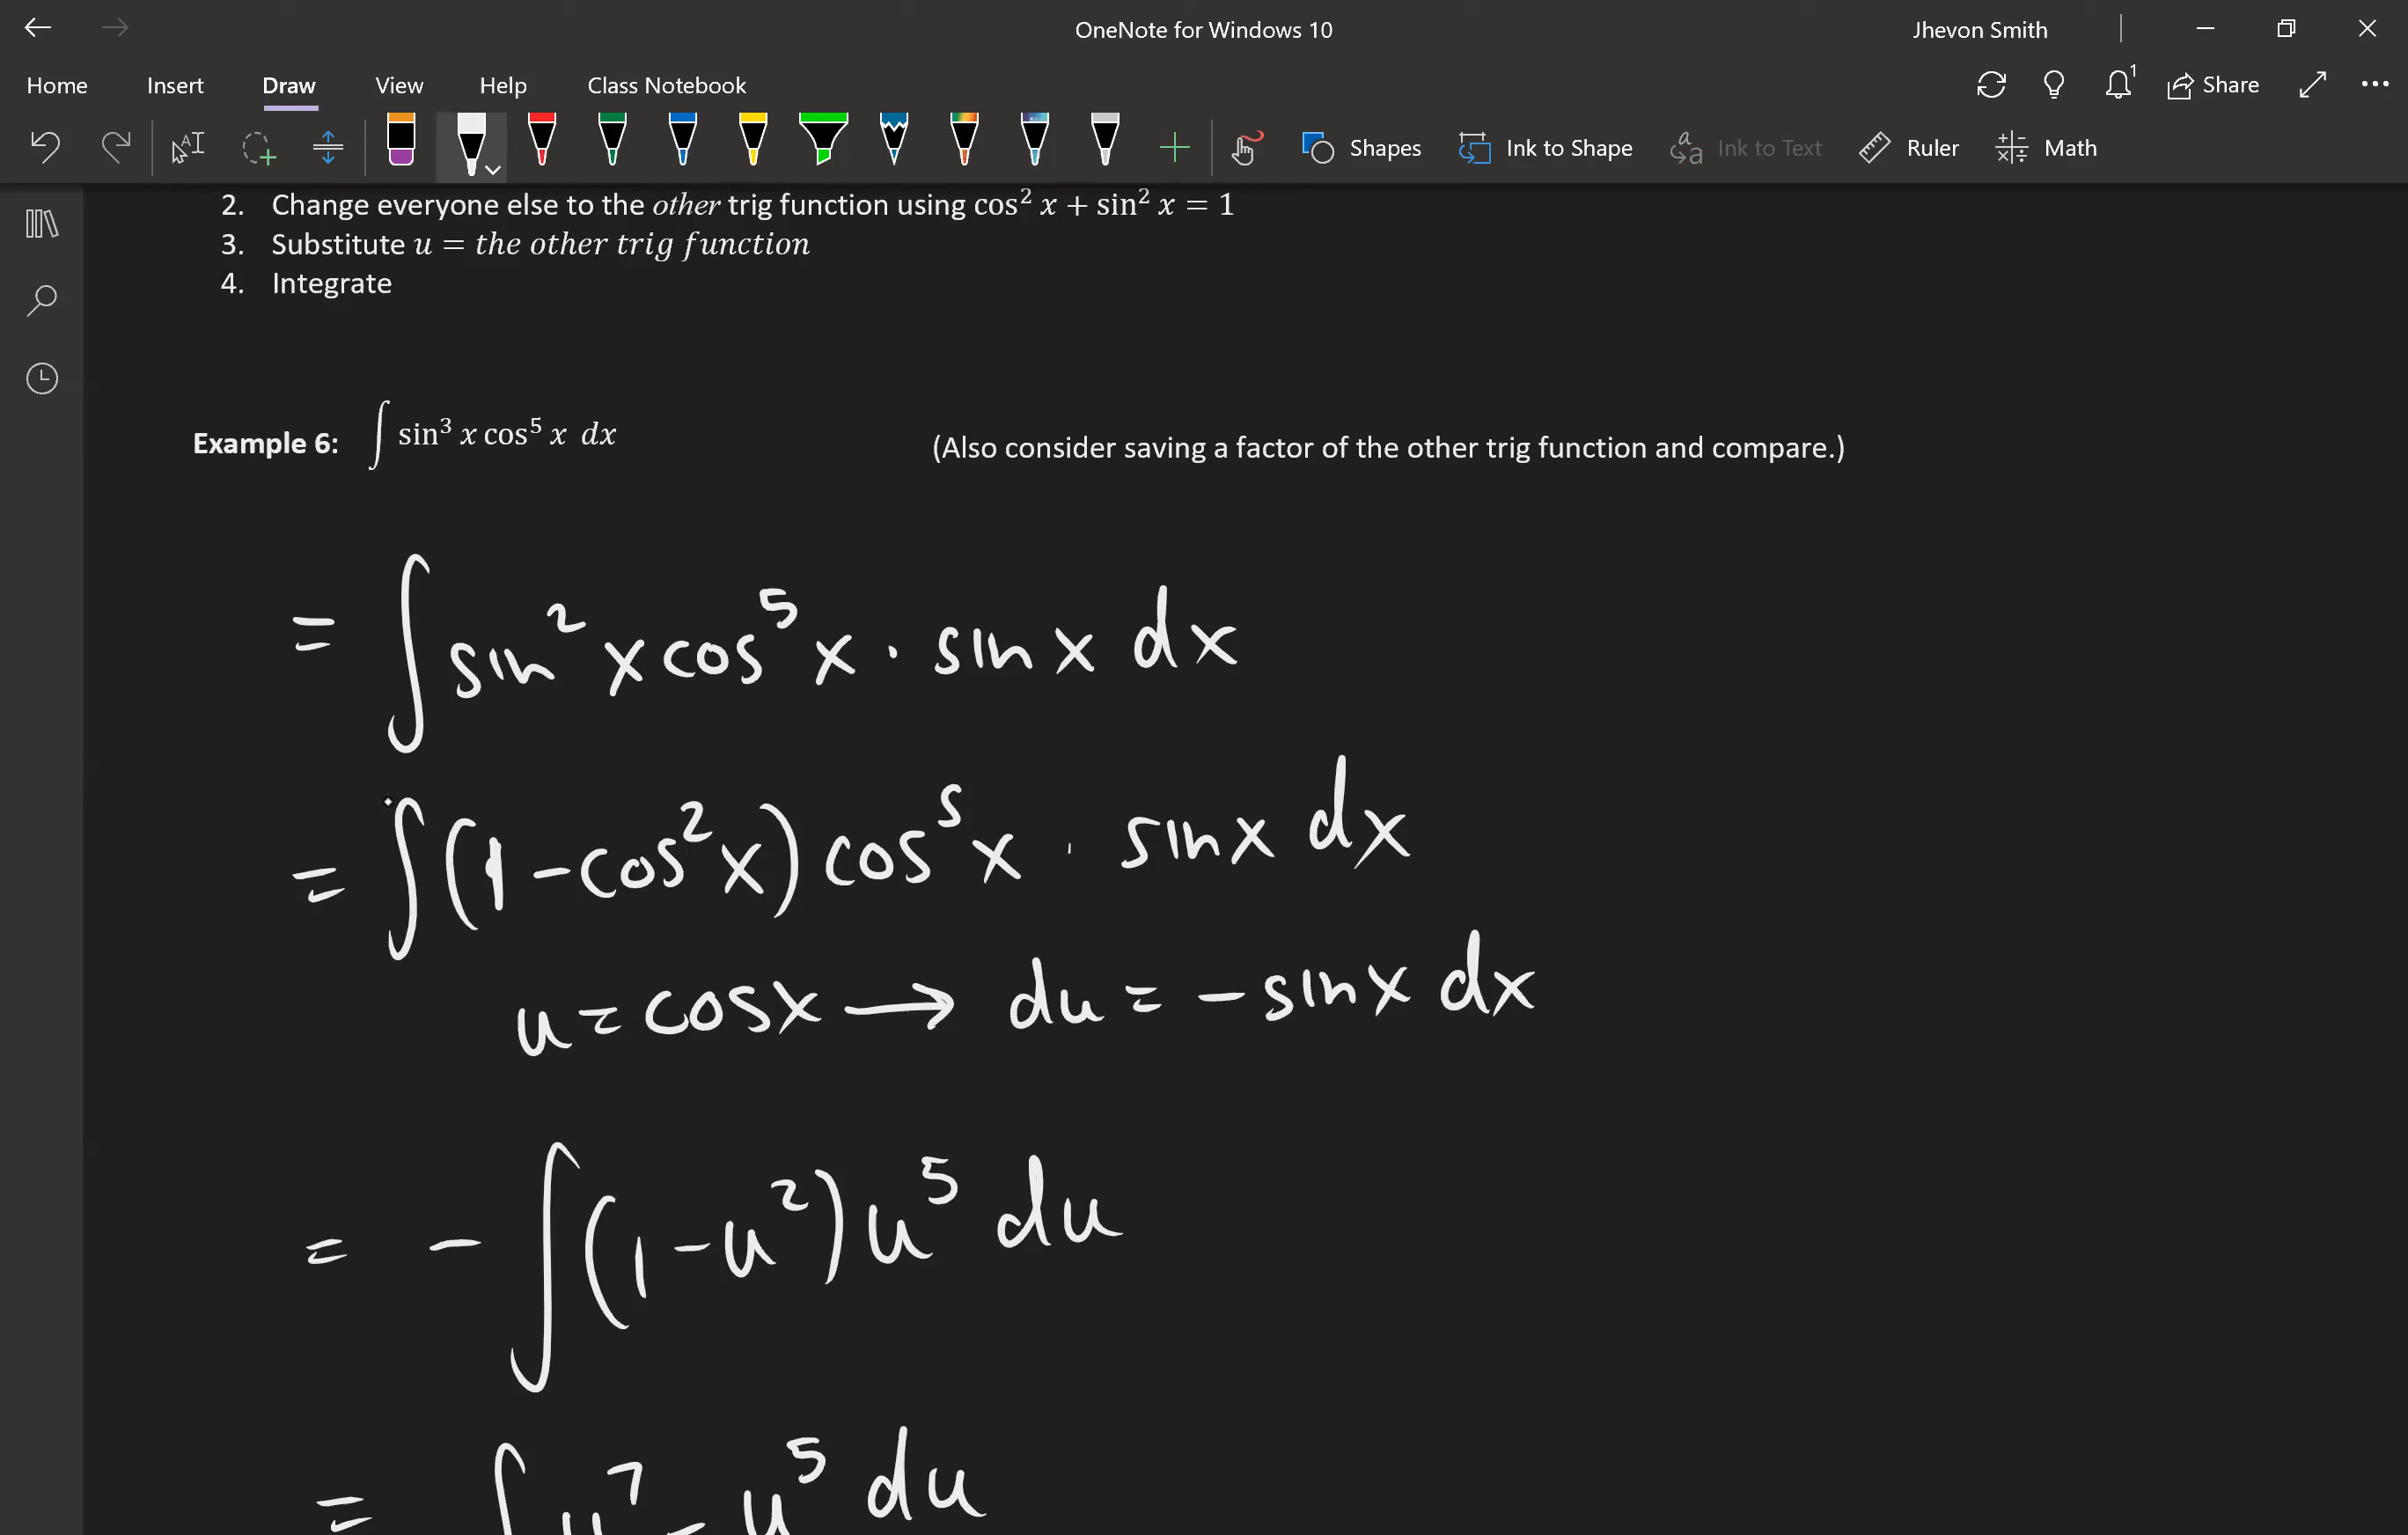 OneNote for Windows 10
Jhevon Smith
Home Insert Draw View Help Class Notebook
1 Share
Shapes Ink to Shape Ink to Text Ruler Math
2. Change everyone else to the other trig function using cos² x + sin² x = 1
3. Substitute u = the other trig function
4. Integrate
Example 6: ∫ sin³ x cos⁵ x dx (Also consider saving a factor of the other trig function and compare.)
= ∫ sin² x cos⁵ x · sin x dx
= ∫ (1 - cos² x) cos⁵ x · sin x dx
u = cos x → du = - sin x dx
= - ∫ (1 - u²) u⁵ du
= ∫ u⁷ - u⁵ du